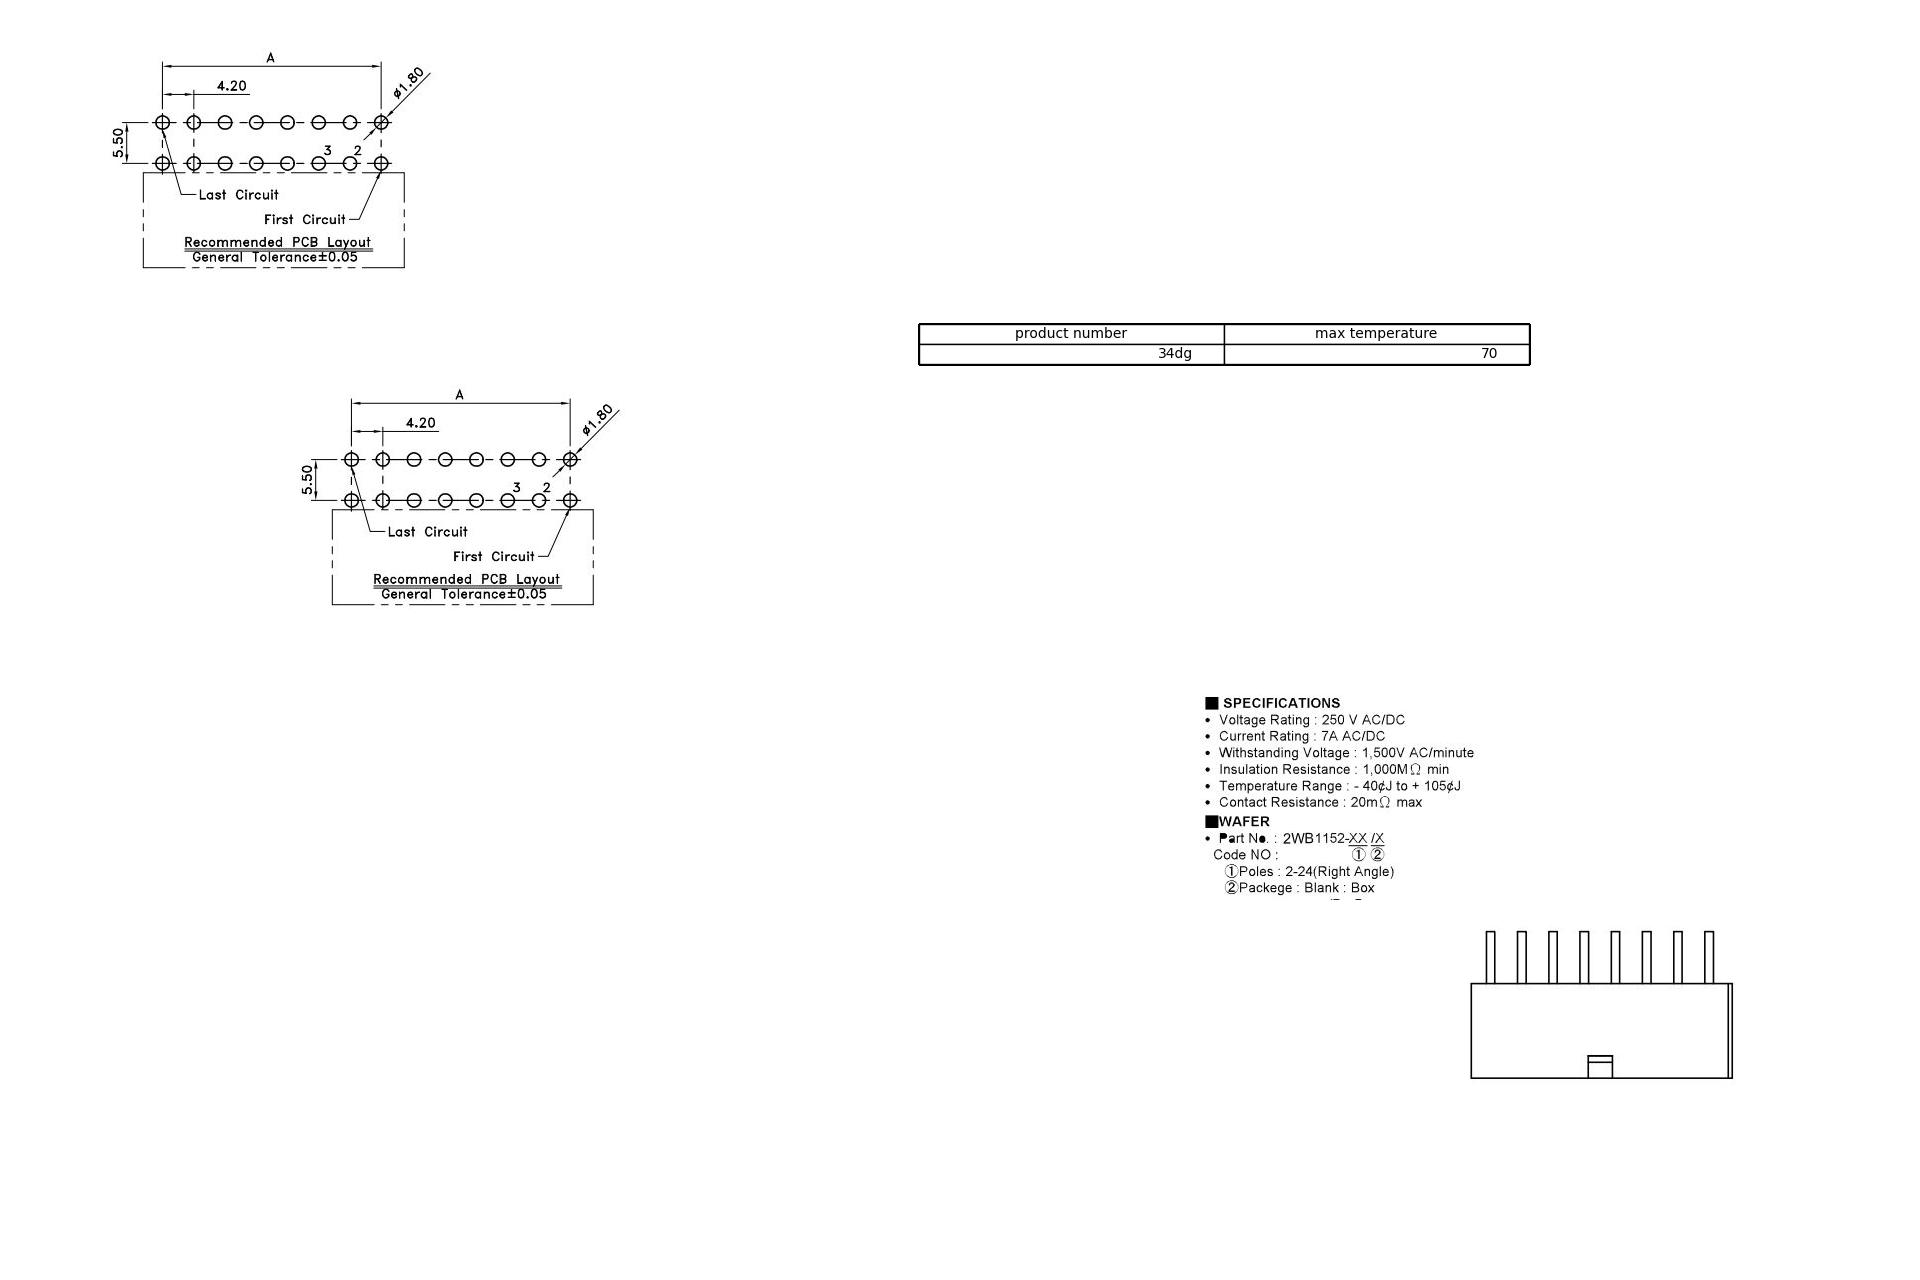 A
4.20
ø1.80
5.50
3 2
Last Circuit
First Circuit
Recommended PCB Layout
General Tolerance±0.05
product number max temperature
34dg 70
A
4.20
ø1.80
5.50
3 2
Last Circuit
First Circuit
Recommended PCB Layout
General Tolerance±0.05
■ SPECIFICATIONS
• Voltage Rating : 250 V AC/DC
• Current Rating : 7A AC/DC
• Withstanding Voltage : 1,500V AC/minute
• Insulation Resistance : 1,000MΩ min
• Temperature Range : - 40¢J to + 105¢J
• Contact Resistance : 20mΩ max
■WAFER
• Part No. : 2WB1152-XX /X
Code NO : ① ②
①Poles : 2-24(Right Angle)
②Packege : Blank : Box